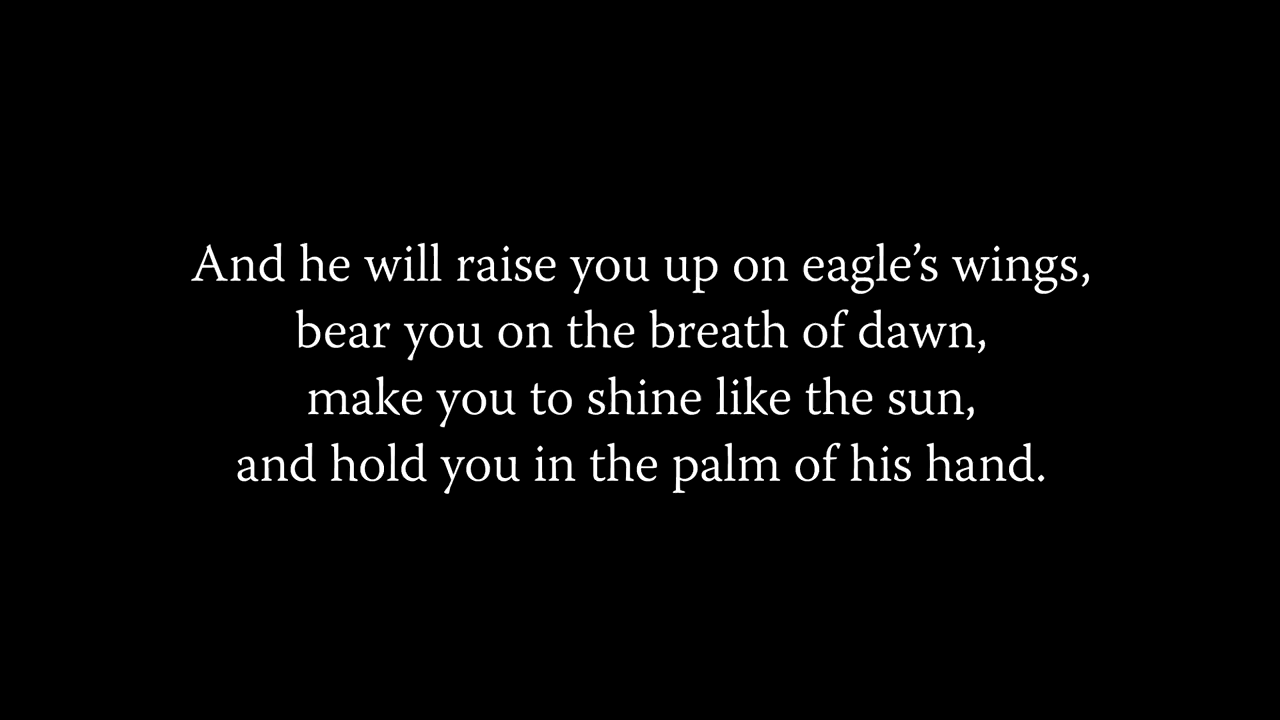 And he will raise you up on eagle’s wings,
bear you on the breath of dawn,
make you to shine like the sun,
and hold you in the palm of his hand.